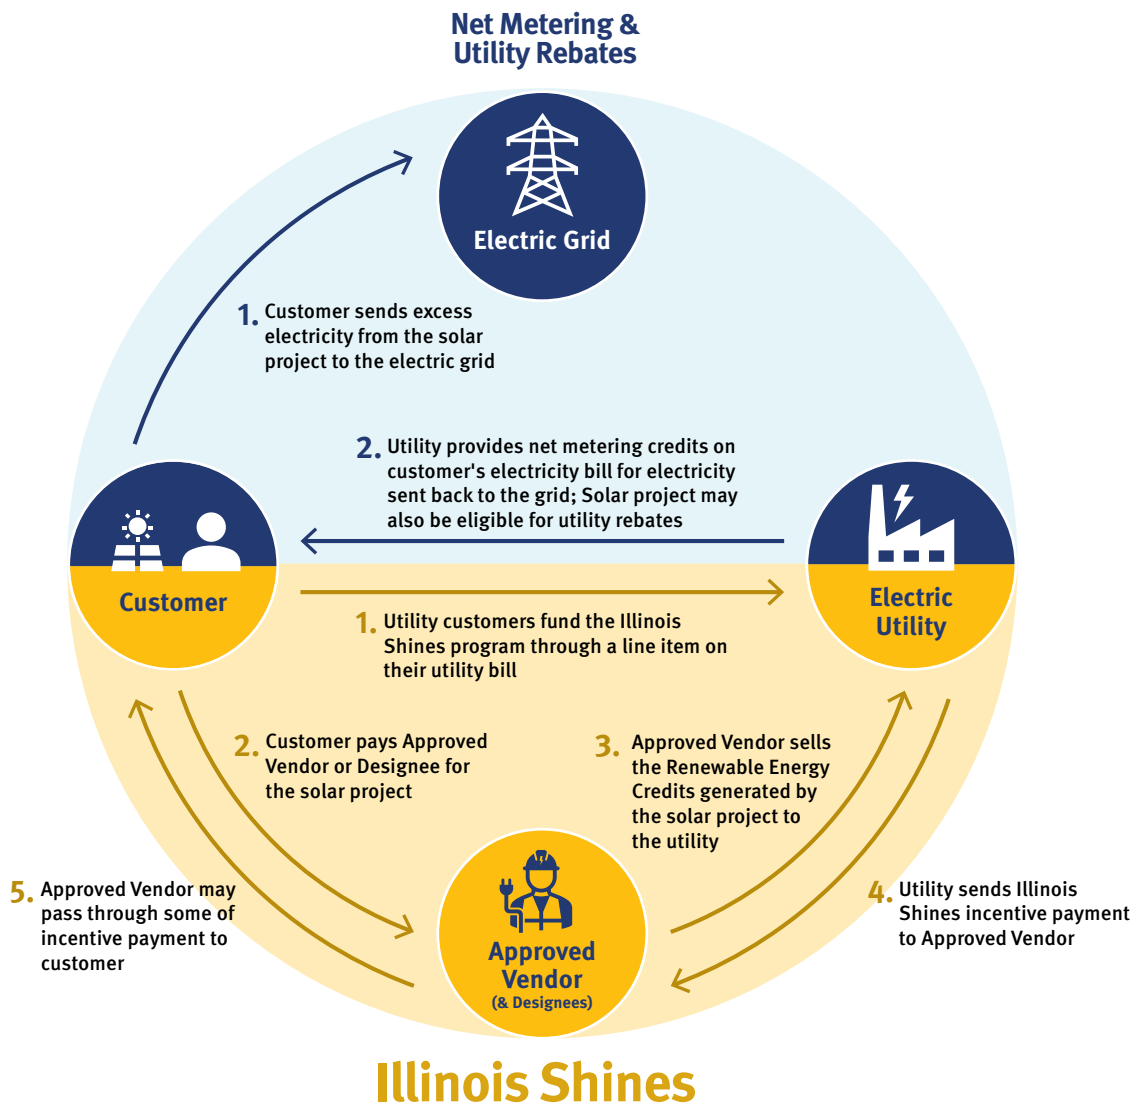 Net Metering &
Utility Rebates
Electric Grid
1. Customer sends excess
electricity from the solar
project to the electric grid
2. Utility provides net metering credits on
customer's electricity bill for electricity
sent back to the grid; Solar project may
also be eligible for utility rebates
Customer
Electric
Utility
1. Utility customers fund the Illinois
Shines program through a line item on
their utility bill
2. Customer pays Approved
Vendor or Designee for
the solar project
3. Approved Vendor sells
the Renewable Energy
Credits generated by
the solar project to
the utility
5. Approved Vendor may
pass through some of
incentive payment to
customer
4. Utility sends Illinois
Shines incentive payment
to Approved Vendor
Approved
Vendor
(& Designees)
Illinois Shines